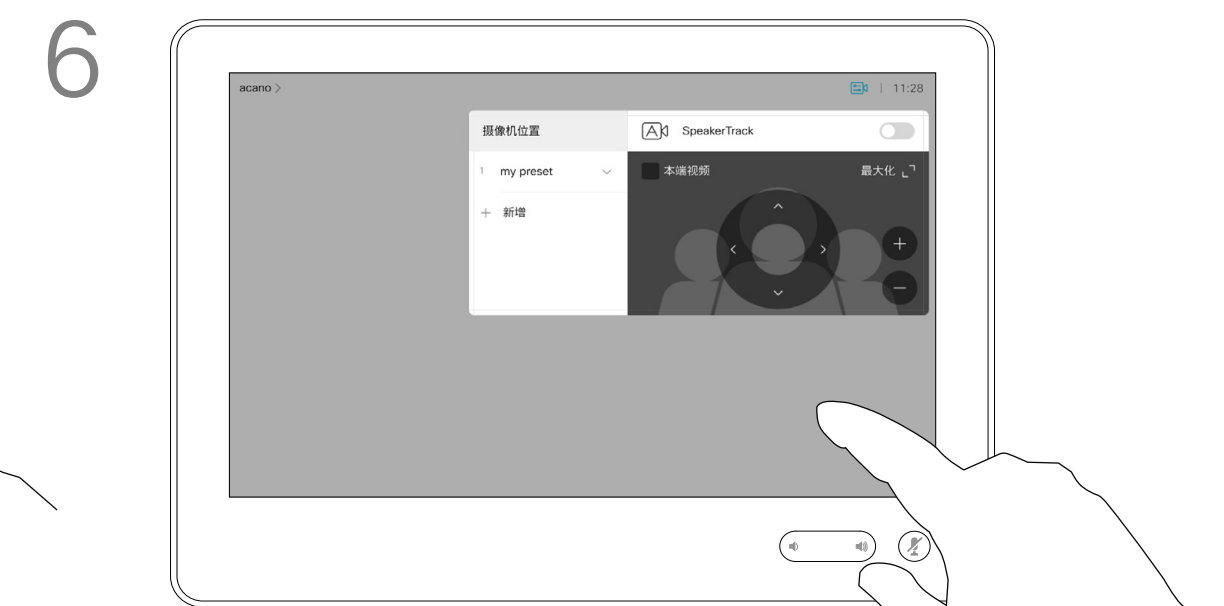 6
acano >
11:28
摄像机位置
SpeakerTrack
1 my preset
本端视频
最大化
+ 新增